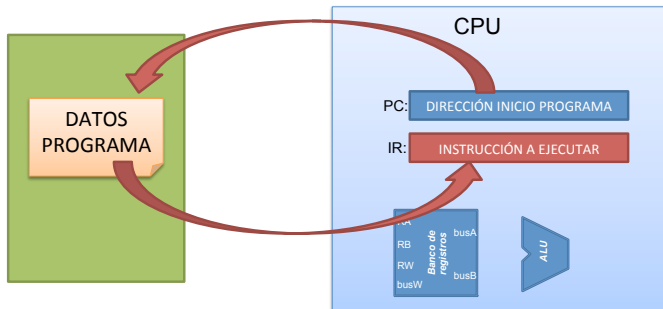 CPU
DATOS
PROGRAMA
PC: DIRECCIÓN INICIO PROGRAMA
IR: INSTRUCCIÓN A EJECUTAR
RA
RB
RW
busW
Banco de
registros
busA
busB
ALU